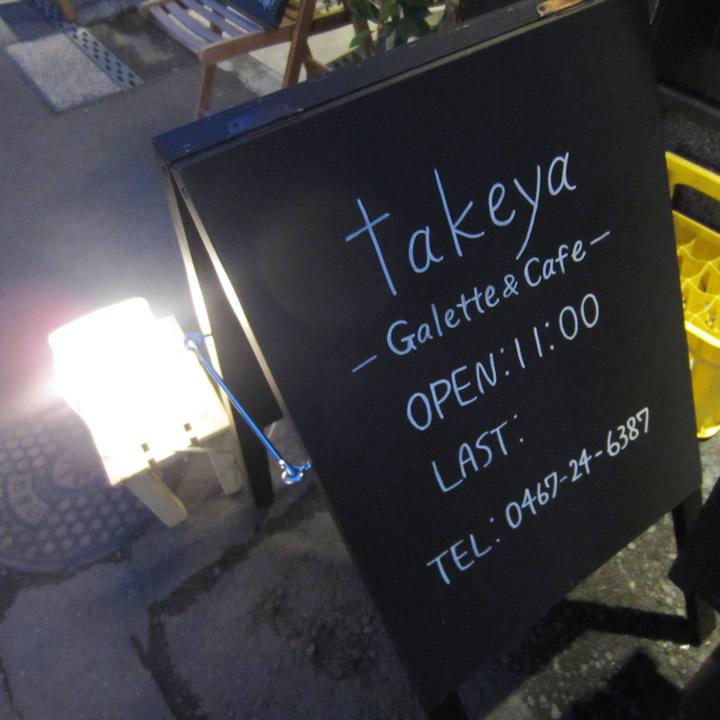 takeya
- Galette & Cafe -
OPEN: 11:00
LAST:
TEL: 0467-24-6387